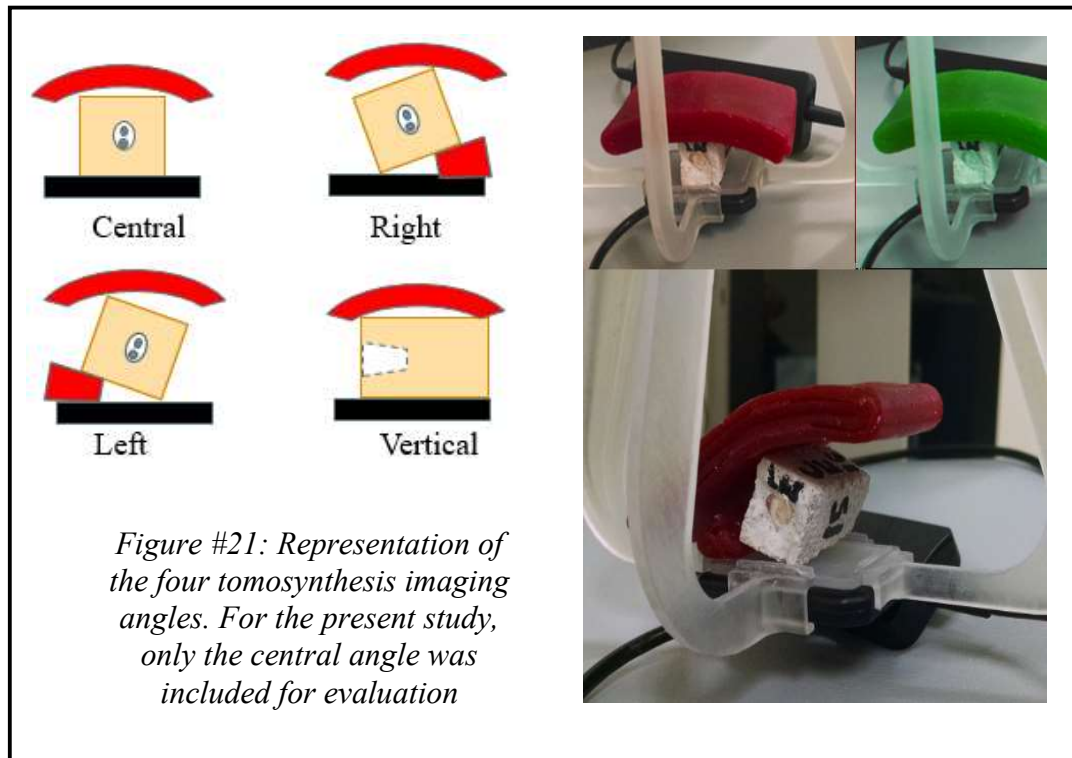 Central
Right
Left
Vertical
Figure #21: Representation of
the four tomosynthesis imaging
angles. For the present study,
only the central angle was
included for evaluation